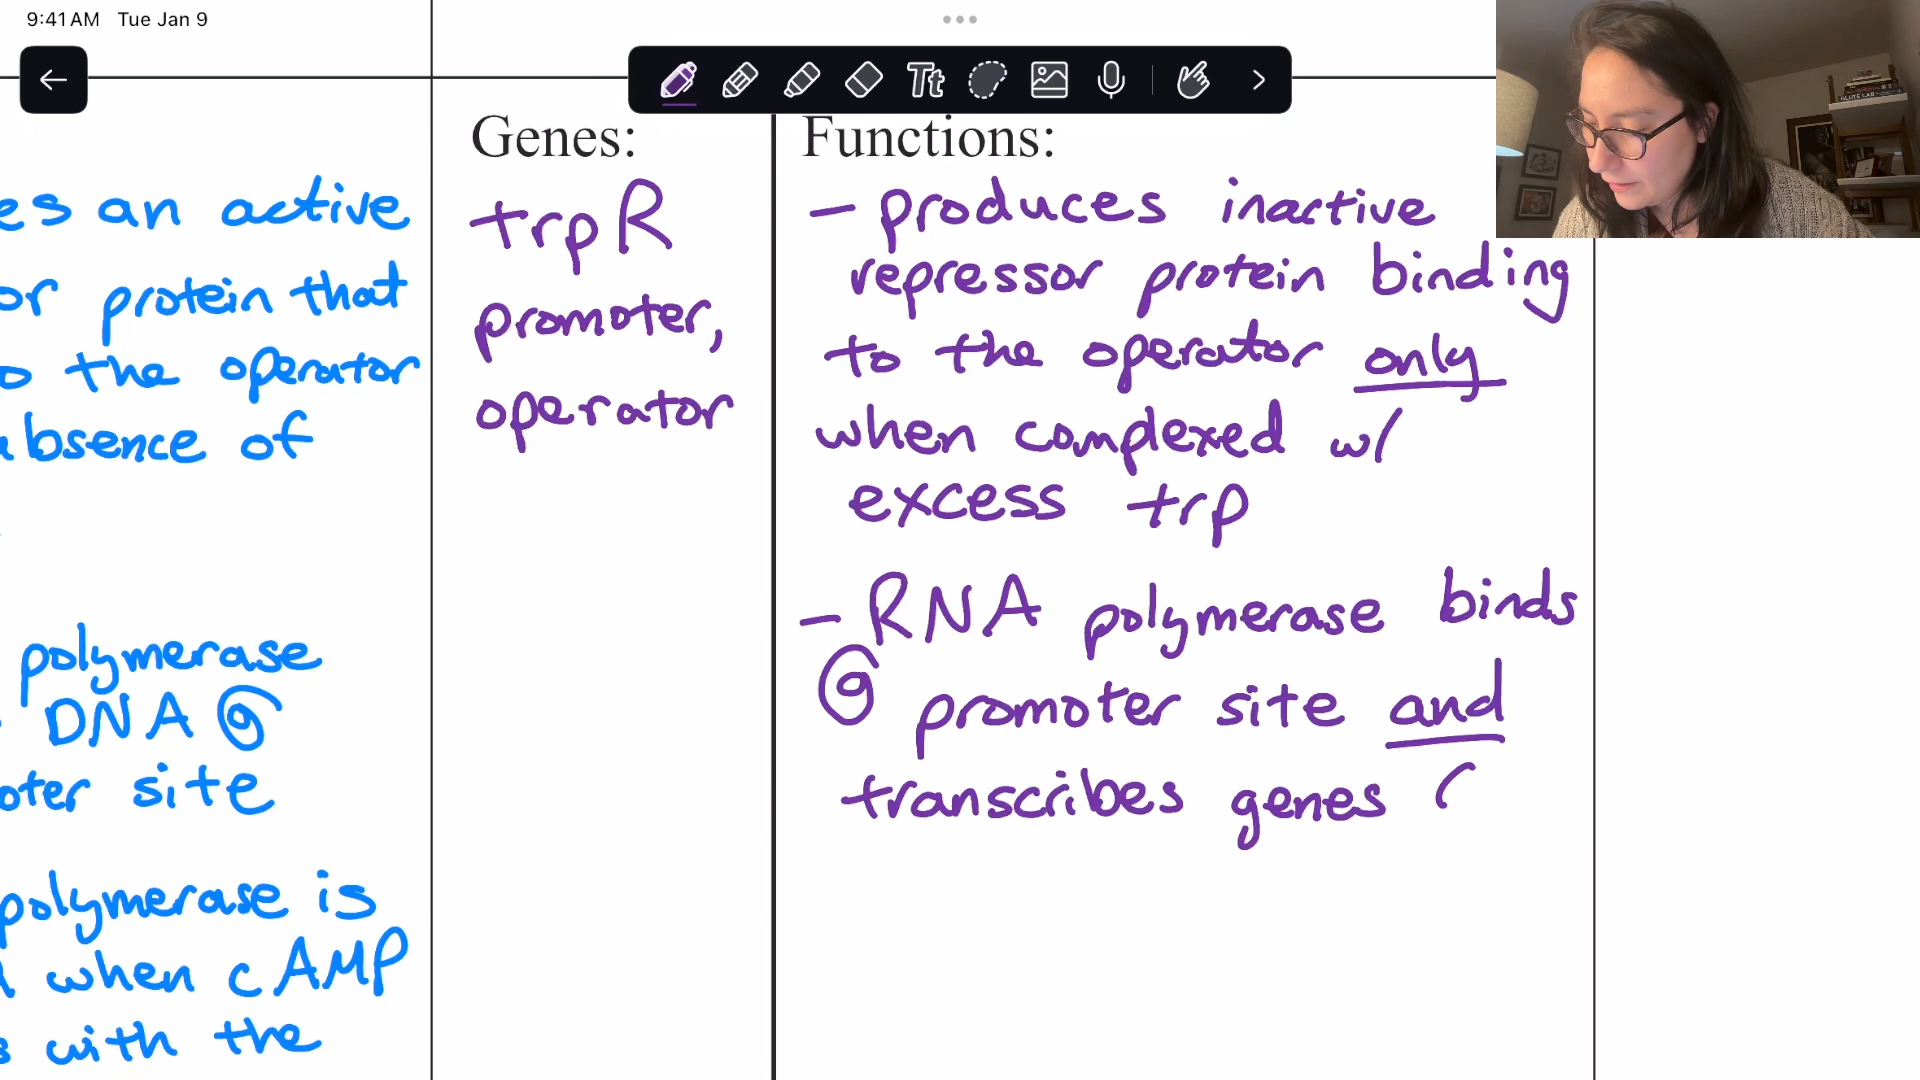 9:41 AM Tue Jan 9
Tt
es an active
or protein that
o the operator
absence of
polymerase
DNA @
oter site
polymerase is
when cAMP
s with the
Genes:
trpR
promoter,
operator
Functions:
- produces inactive
repressor protein binding
to the operator only
when complexed w/
excess trp
- RNA polymerase binds
@ promoter site and
transcribes genes (